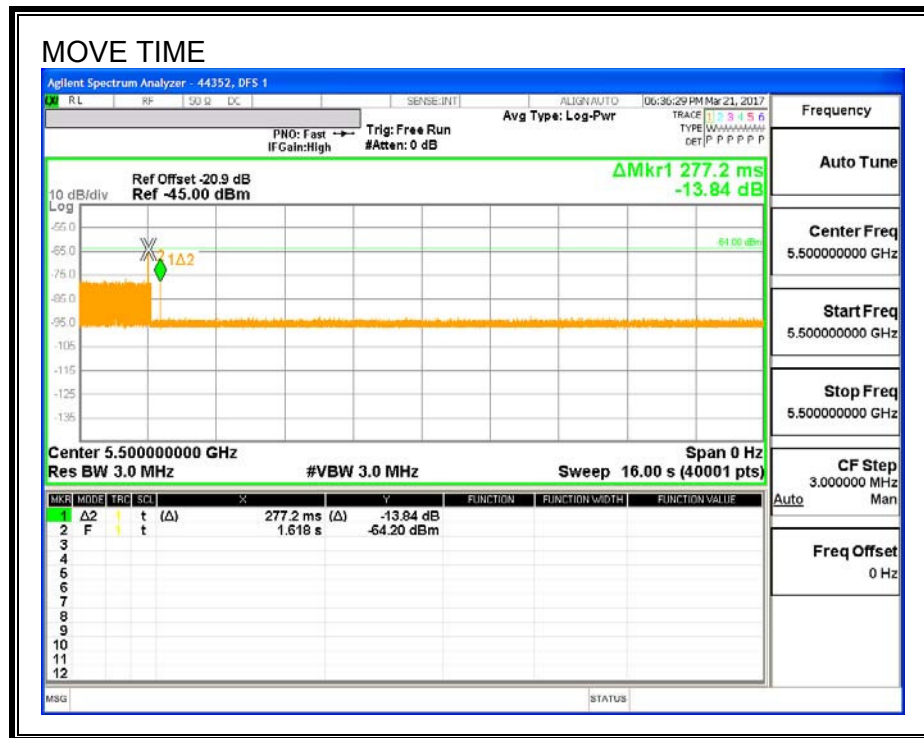 MOVE TIME
Agilent Spectrum Analyzer - 44352, DFS 1
RL RF 50 Ω DC SENSE:INT ALIGN AUTO 06:36:29 PM Mar 21, 2017
Avg Type: Log-Pwr
TRACE 1 2 3 4 5 6
TYPE
DET P P P P P P
PNO: Fast
IFGain:High
Trig: Free Run
#Atten: 0 dB
ΔMkr1 277.2 ms
-13.84 dB
Ref Offset -20.9 dB
10 dB/div Ref -45.00 dBm
Log
-55.0
-65.0
-75.0
-85.0
-95.0
-105
-115
-125
-135
-64.00 dBm
2
1Δ2
Center 5.500000000 GHz Span 0 Hz
Res BW 3.0 MHz #VBW 3.0 MHz Sweep 16.00 s (40001 pts)
MKR MODE TRC SCL X Y FUNCTION FUNCTION WIDTH FUNCTION VALUE
1 Δ2 1 t (Δ) 277.2 ms (Δ) -13.84 dB
2 F 1 t 1.618 s -64.20 dBm
3
4
5
6
7
8
9
10
11
12
MSG STATUS
Frequency
Auto Tune
Center Freq
5.500000000 GHz
Start Freq
5.500000000 GHz
Stop Freq
5.500000000 GHz
CF Step
3.000000 MHz
Auto Man
Freq Offset
0 Hz